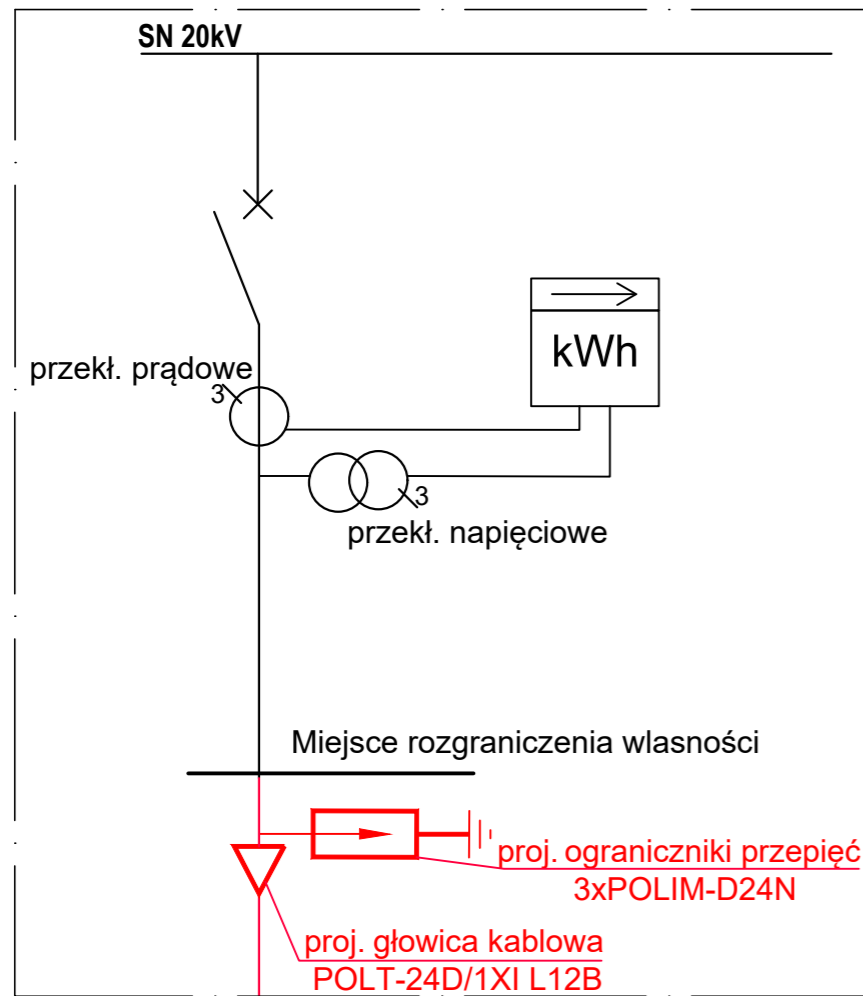 SN 20kV
kWh
przekł. prądowe
3
3
przekł. napięciowe
Miejsce rozgraniczenia wlasności
proj. ograniczniki przepięć
3xPOLIM-D24N
proj. głowica kablowa
POLT-24D/1XI L12B